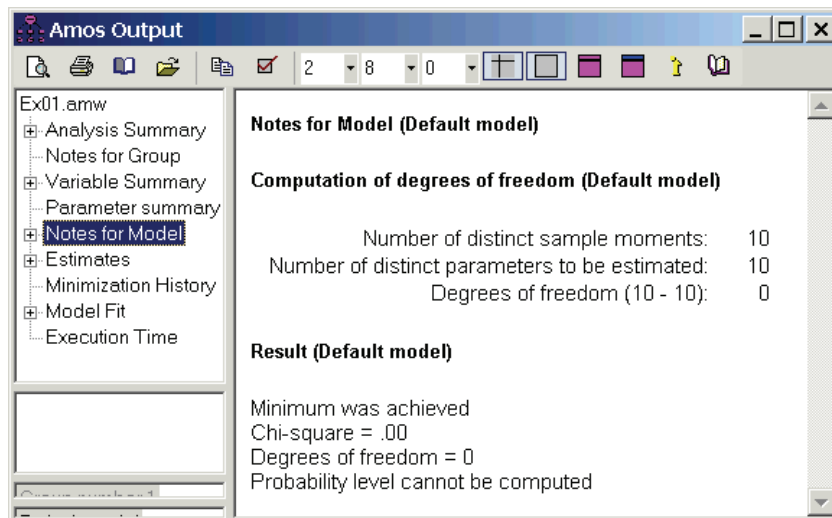 Amos Output
2 8 0
Ex01.amw
Analysis Summary
Notes for Group
Variable Summary
Parameter summary
Notes for Model
Estimates
Minimization History
Model Fit
Execution Time
Notes for Model (Default model)
Computation of degrees of freedom (Default model)
Number of distinct sample moments: 10
Number of distinct parameters to be estimated: 10
Degrees of freedom (10 - 10): 0
Result (Default model)
Minimum was achieved
Chi-square = .00
Degrees of freedom = 0
Probability level cannot be computed